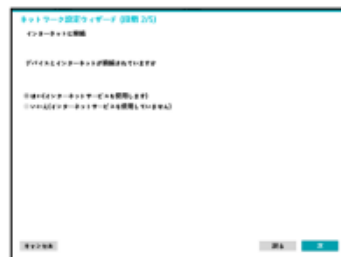 ネットワーク設定ウィザード (段階 2/5)
インターネットに接続
デバイスとインターネットが接続されていますか
はい(インターネットサービスを使用します)
いいえ(インターネットサービスを使用していません)
キャンセル
戻る
次